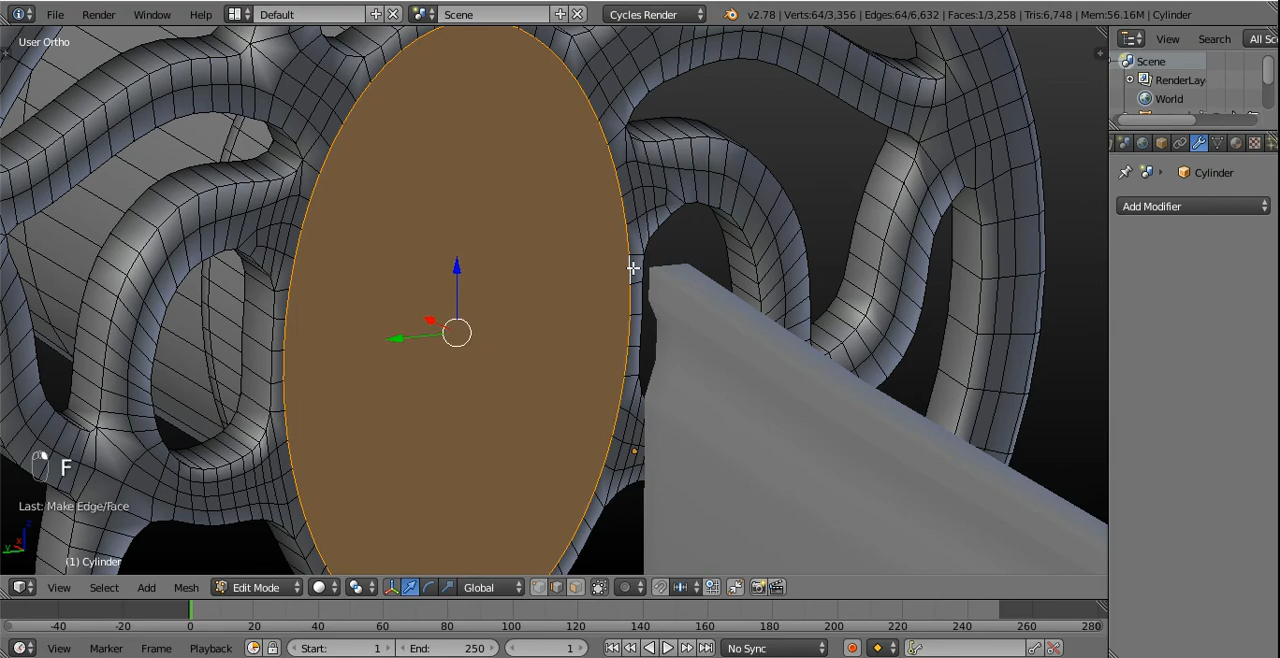 File Render Window Help Default Scene Cycles Render v2.78 | Verts:64/3,356 | Edges:64/6,632 | Faces:1/3,258 | Tris:6,748 | Mem:56.16M | Cylinder
User Ortho
View Search All Sc
Scene
RenderLay
World
Cylinder
Add Modifier
F
Last: Make Edge/Face
(1) Cylinder
View Select Add Mesh Edit Mode Global
-40 -20 0 20 40 60 80 100 120 140 160 180 200 220 240 260 280
View Marker Frame Playback Start: 1 End: 250 1 No Sync